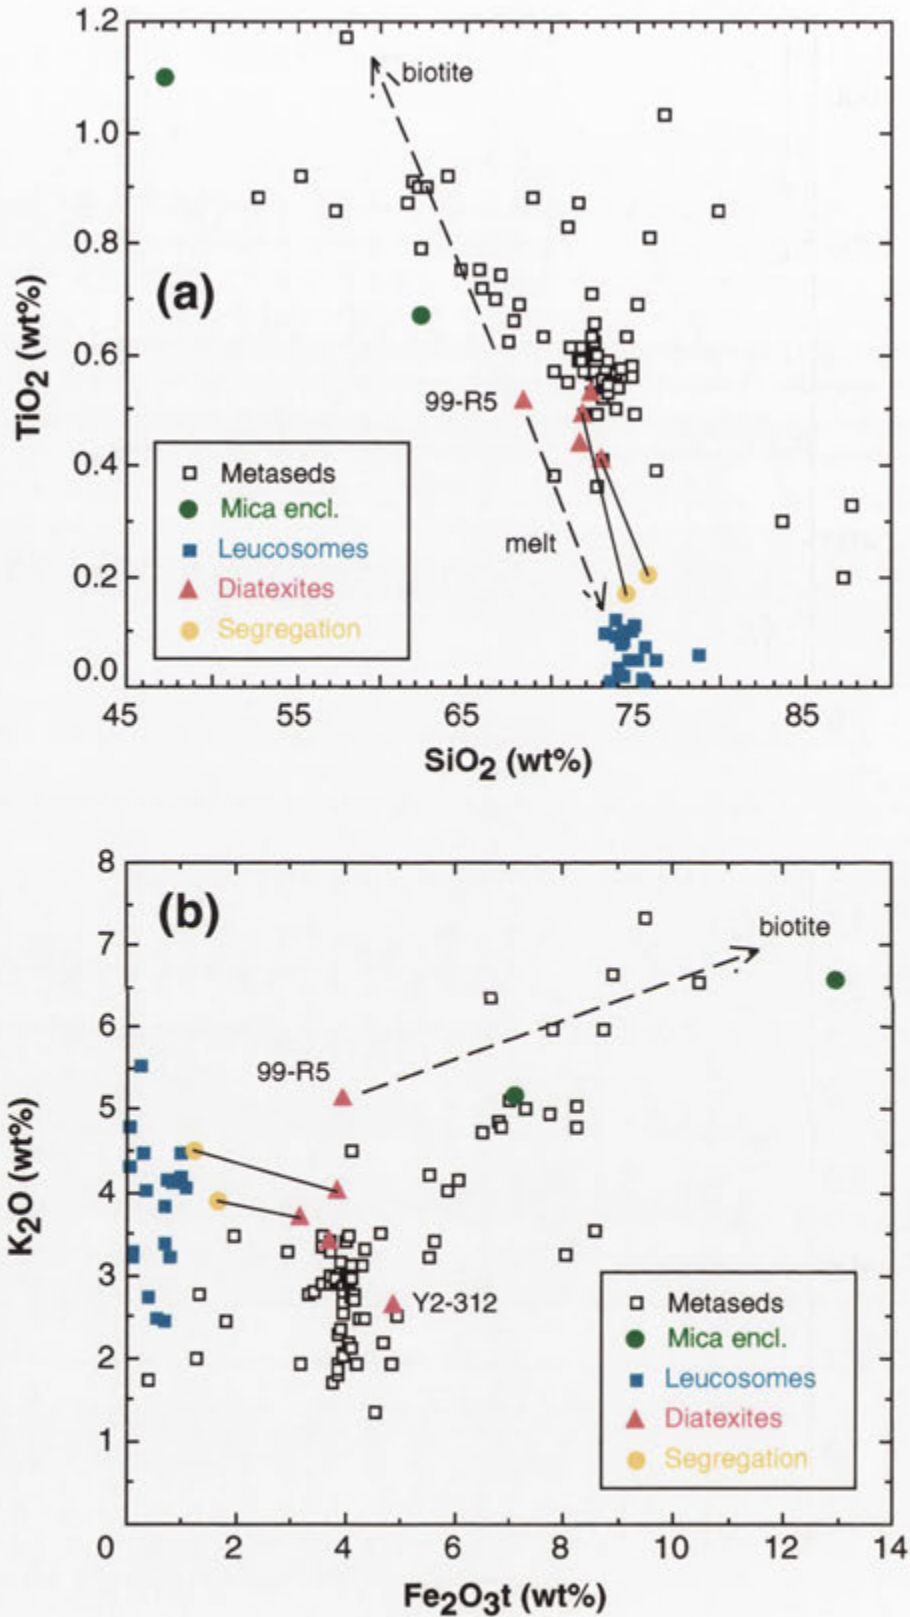 1.2
1.0
0.8
0.6
0.4
0.2
0.0
TiO2 (wt%)
(a)
biotite
99-R5
melt
Metaseds
Mica encl.
Leucosomes
Diatexites
Segregation
45 55 65 75 85
SiO2 (wt%)
8
7
6
5
4
3
2
1
K2O (wt%)
(b)
biotite
99-R5
Y2-312
Metaseds
Mica encl.
Leucosomes
Diatexites
Segregation
0 2 4 6 8 10 12 14
Fe2O3t (wt%)